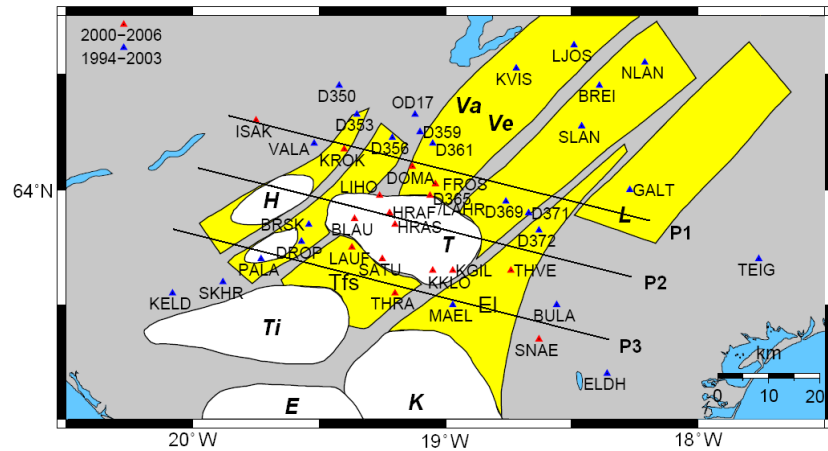 2000-2006
1994-2003
LJOS
KVIS
NLAN
D350
BREI
OD17
Va
D353
D359
Ve
ISAK
D356
D361
SLAN
VALA
KROK
DOMA
FROS
64°N
LIHO
D365
GALT
H
HRAF/LAHR
D369
D371
L
P1
BRSK
BLAU
HRAS
D372
DROP
LAUF
T
PALA
SATU
KGIL
THVE
TEIG
Tfs
KKLO
P2
SKHR
KELD
THRA
MAEL
El
BULA
Ti
P3
SNAE
km
ELDH
0 10 20
E
K
20°W
19°W
18°W